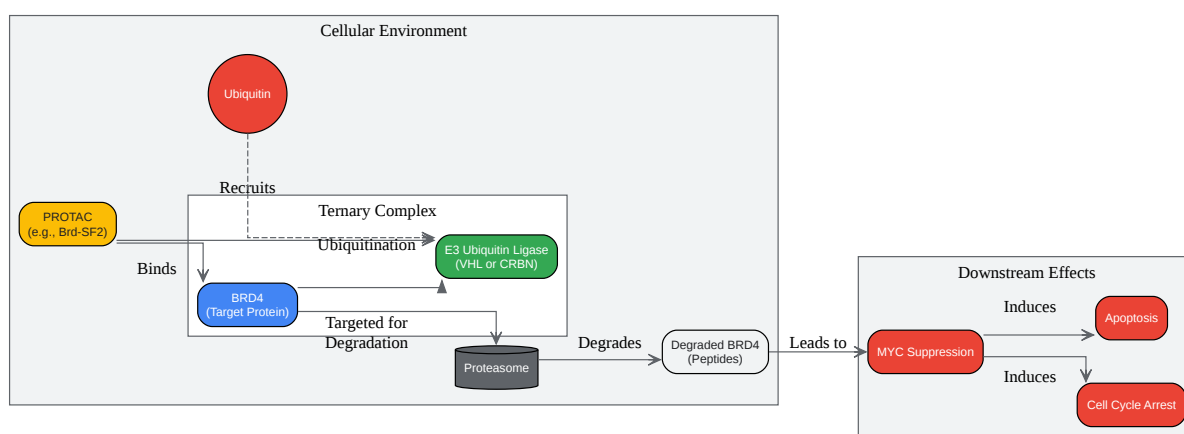 Cellular Environment
Ubiquitin
Recruits
PROTAC
(e.g., Brd-SF2)
Ternary Complex
Ubiquitination
E3 Ubiquitin Ligase
(VHL or CRBN)
Binds
BRD4
(Target Protein)
Targeted for
Degradation
Proteasome
Degrades
Degraded BRD4
(Peptides)
Leads to
Downstream Effects
MYC Suppression
Induces
Apoptosis
Induces
Cell Cycle Arrest